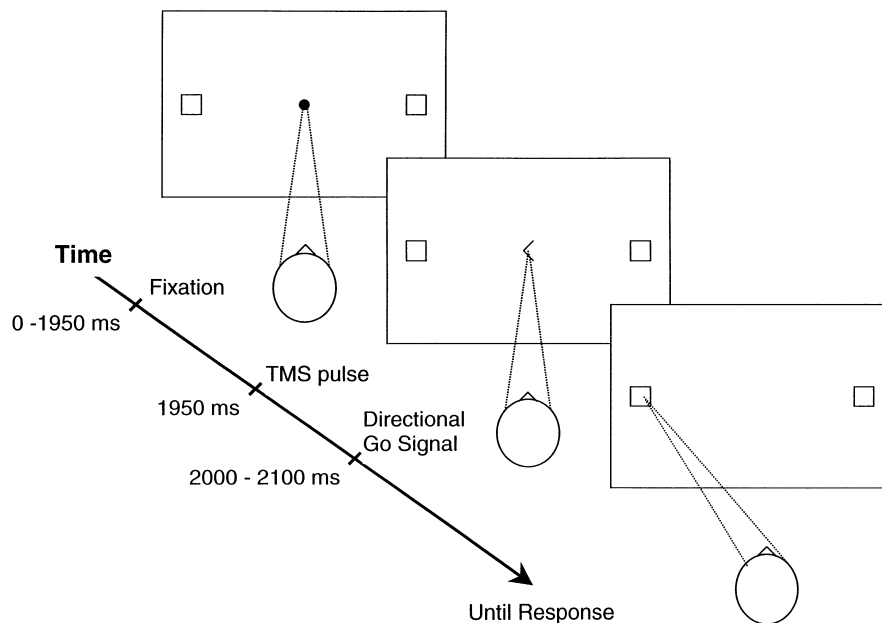 Time
Fixation
0 -1950 ms
TMS pulse
1950 ms
Directional
Go Signal
2000 - 2100 ms
Until Response